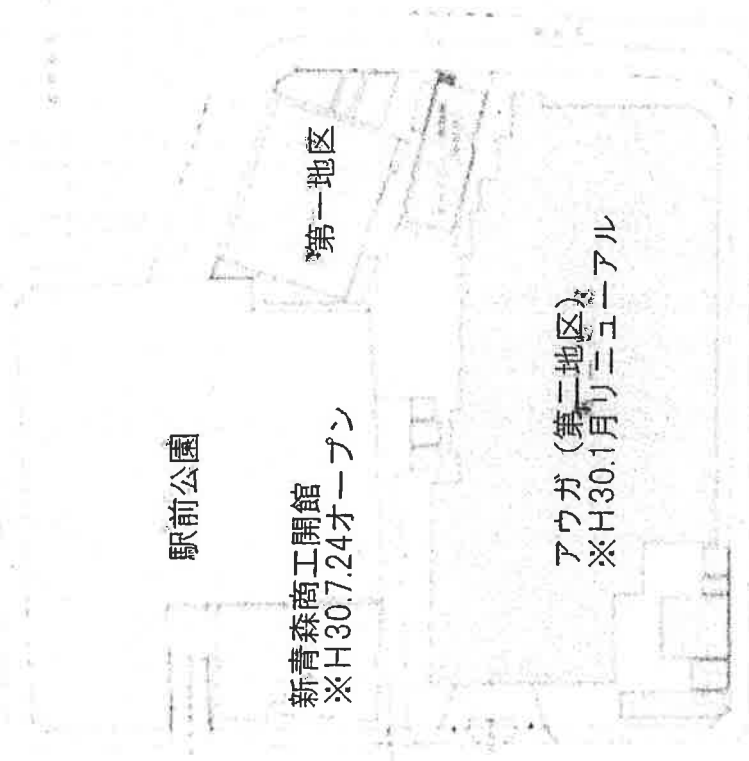 駅前公園
新青森商工開館
※H30.7.24オープン
第一地区
アウガ（第二地区）
※H30.1月リニューアル